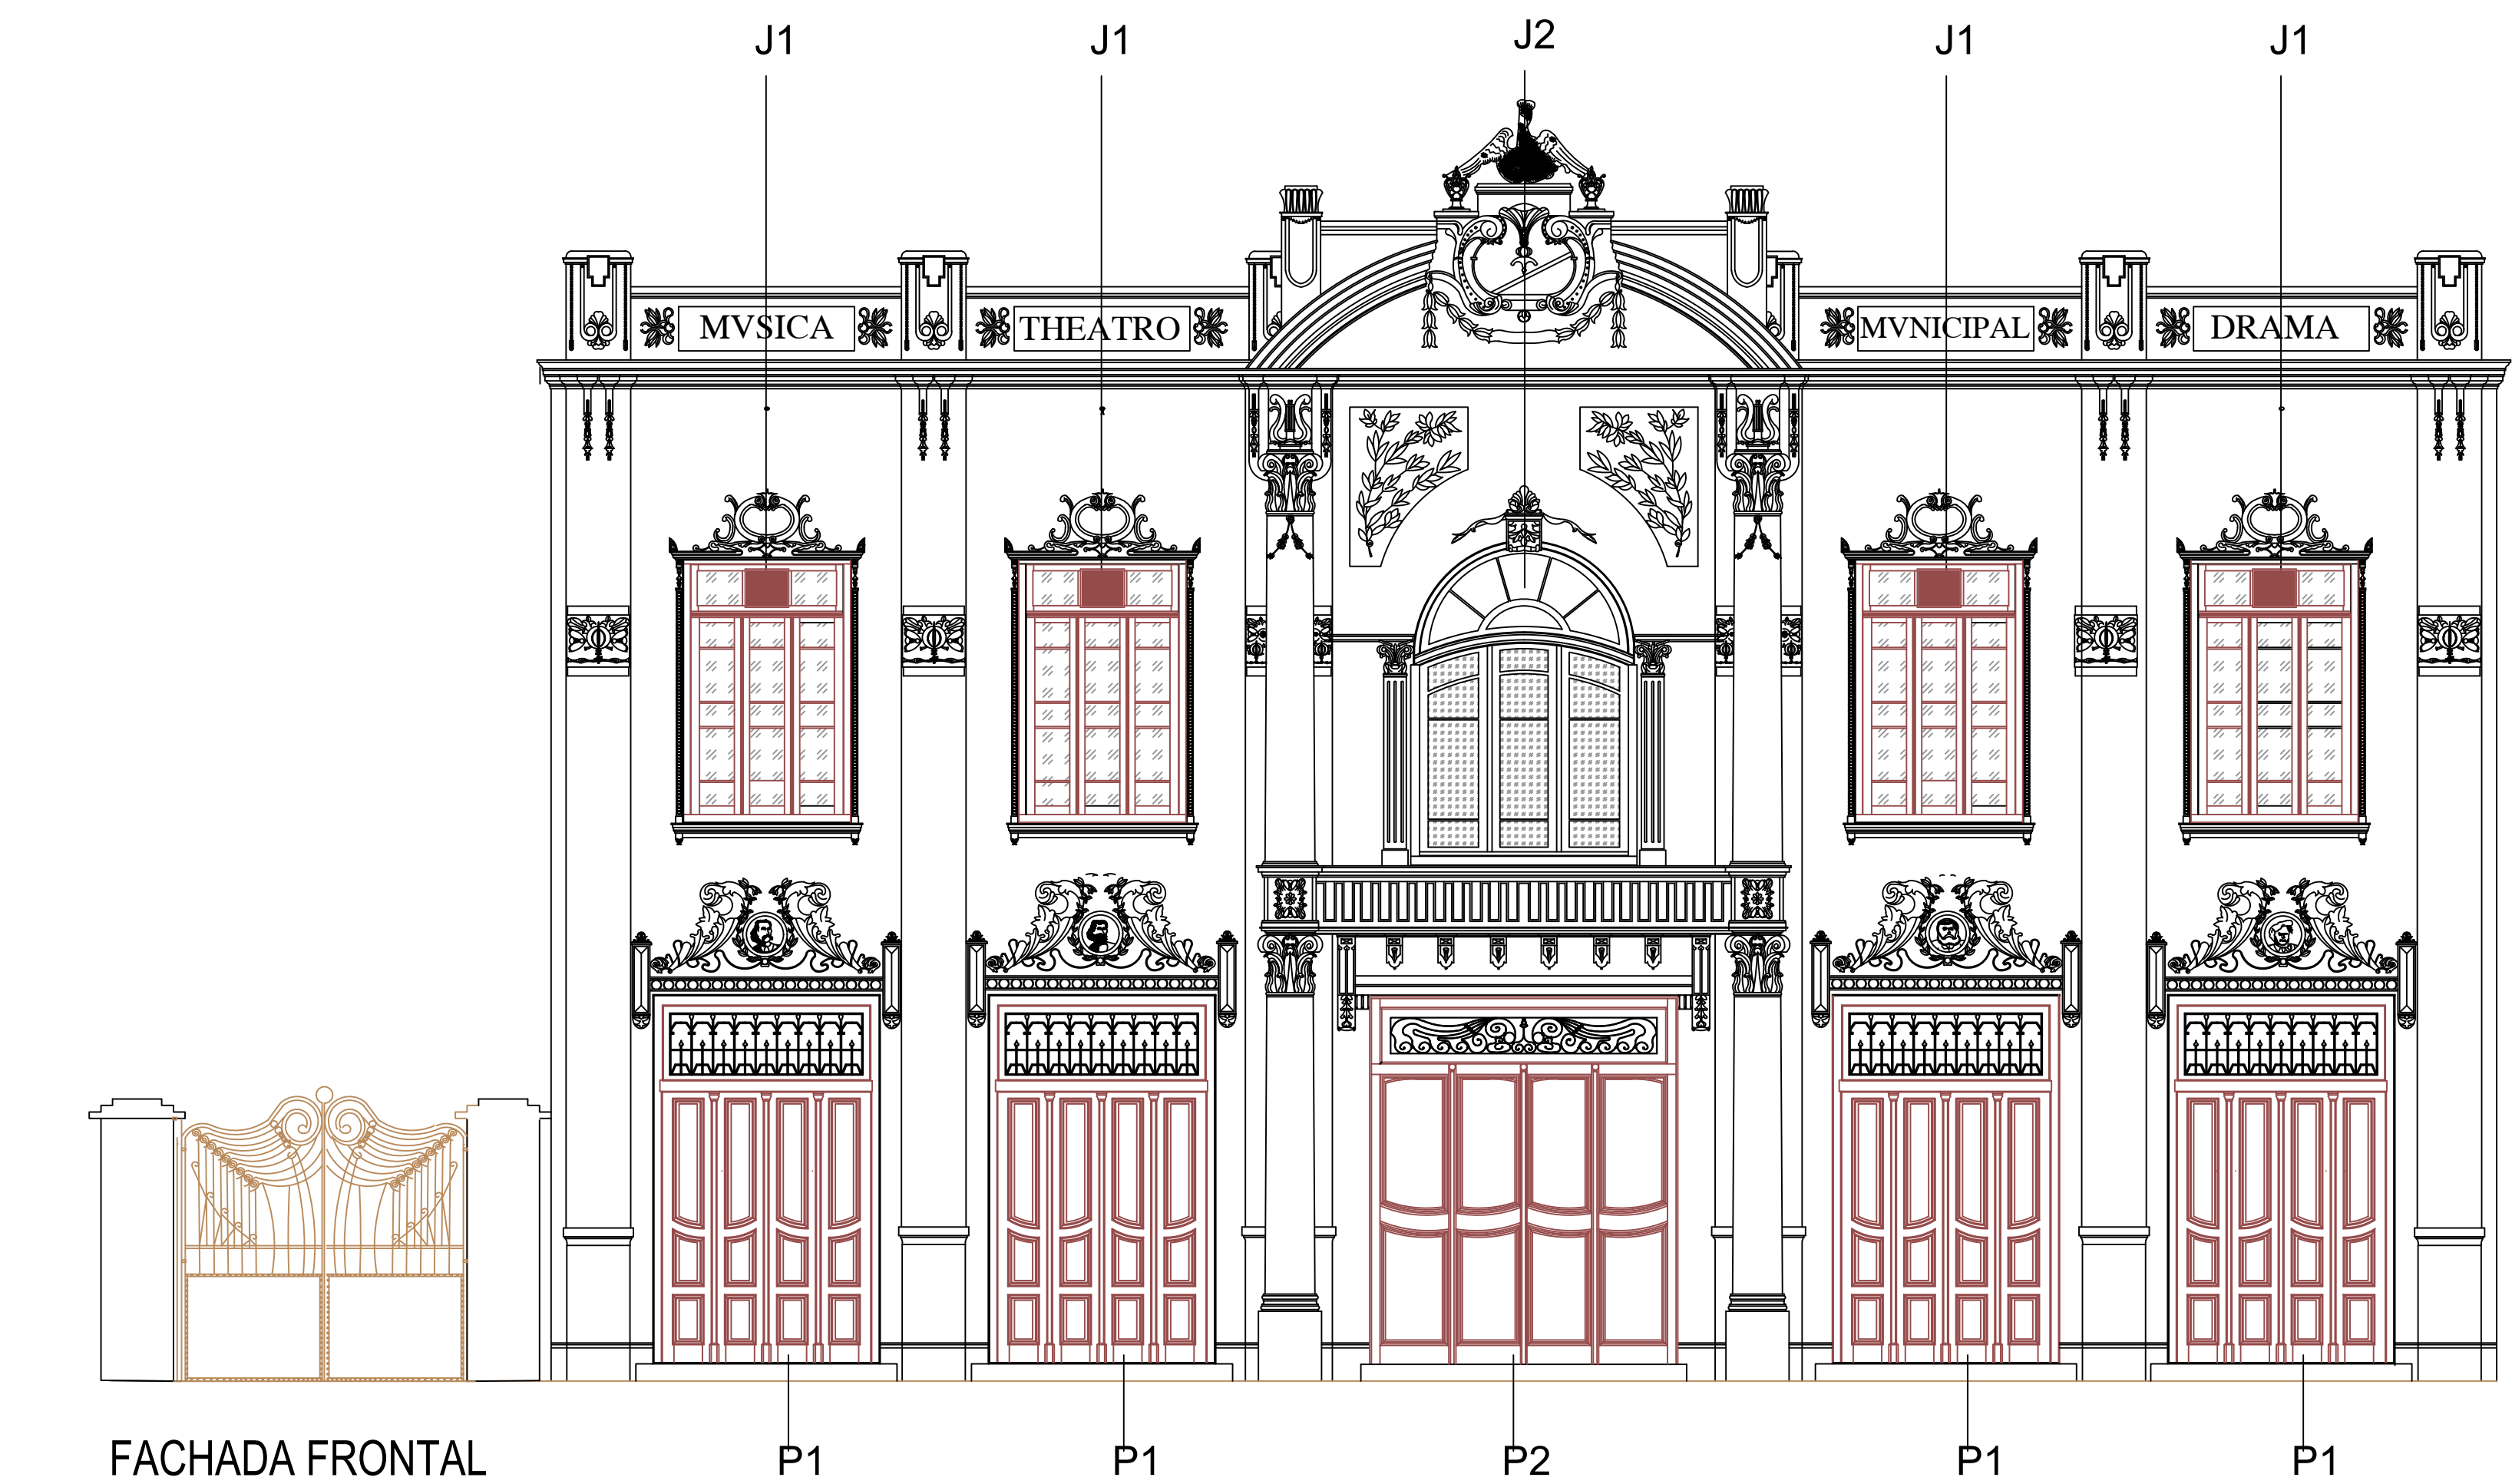 J1 J1 J2 J1 J1
MVSICA THEATRO MVNICIPAL DRAMA
P1 P1 P2 P1 P1
FACHADA FRONTAL